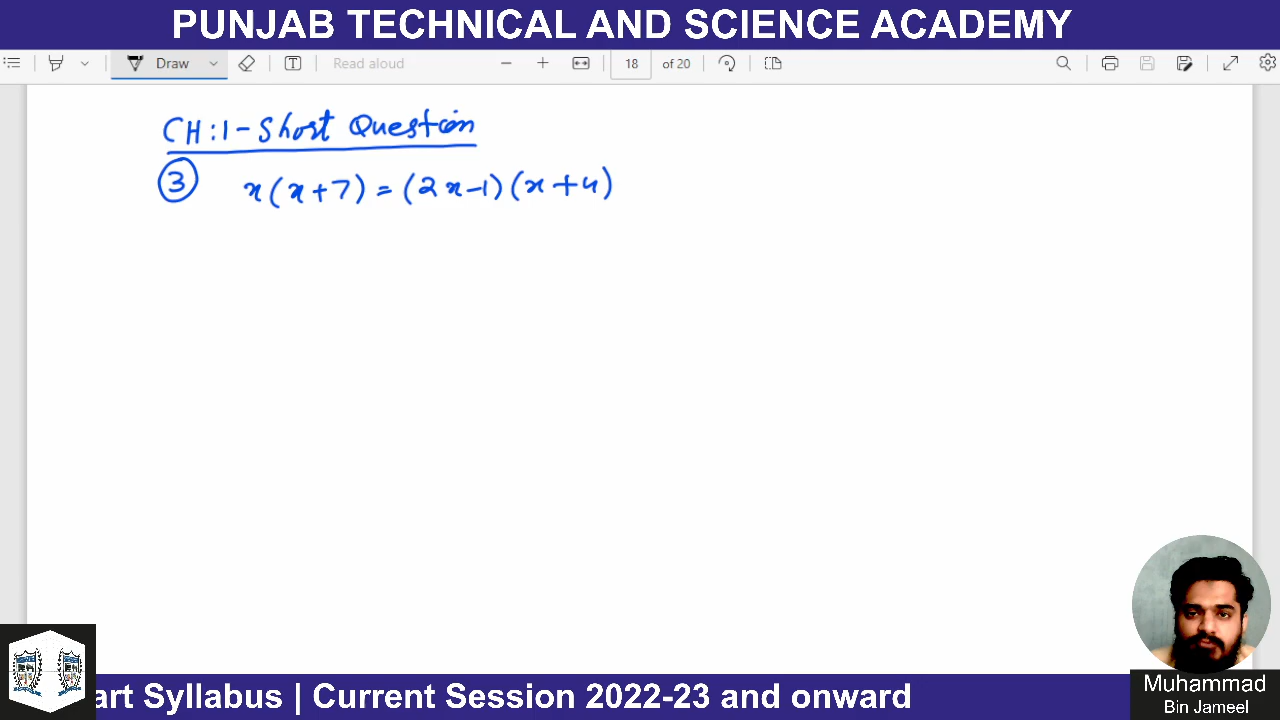 PUNJAB TECHNICAL AND SCIENCE ACADEMY
Draw
Read aloud
18 of 20
CH:1- Short Question
3 x(x+7) = (2x-1)(x+4)
art Syllabus | Current Session 2022-23 and onward
Muhammad
Bin Jameel